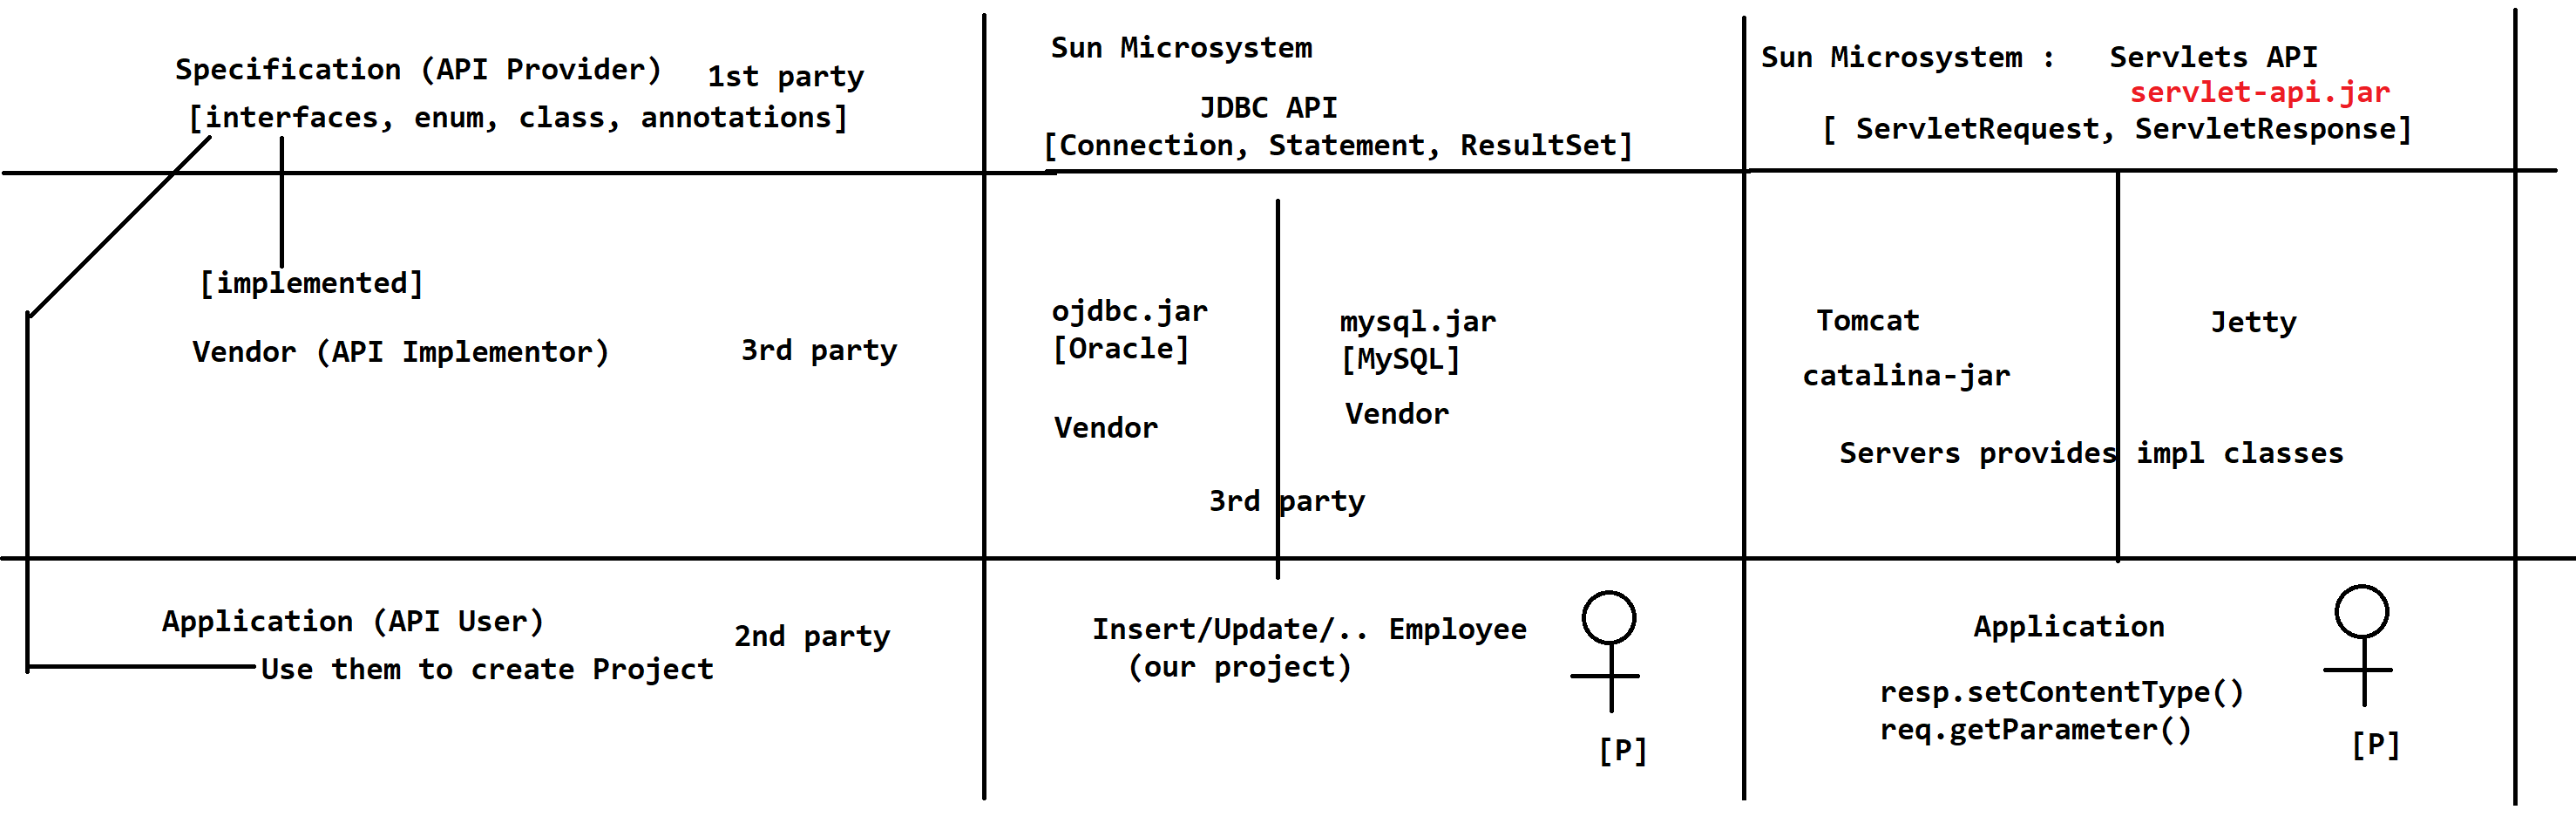 Specification (API Provider) 1st party
[interfaces, enum, class, annotations]
[implemented]
Vendor (API Implementor) 3rd party
Application (API User) 2nd party
Use them to create Project
Sun Microsystem
JDBC API
[Connection, Statement, ResultSet]
ojdbc.jar
[Oracle]
Vendor
mysql.jar
[MySQL]
Vendor
3rd party
Insert/Update/.. Employee
(our project)
[P]
Sun Microsystem : Servlets API
servlet-api.jar
[ ServletRequest, ServletResponse]
Tomcat
catalina-jar
Jetty
Servers provides impl classes
Application
resp.setContentType()
req.getParameter()
[P]